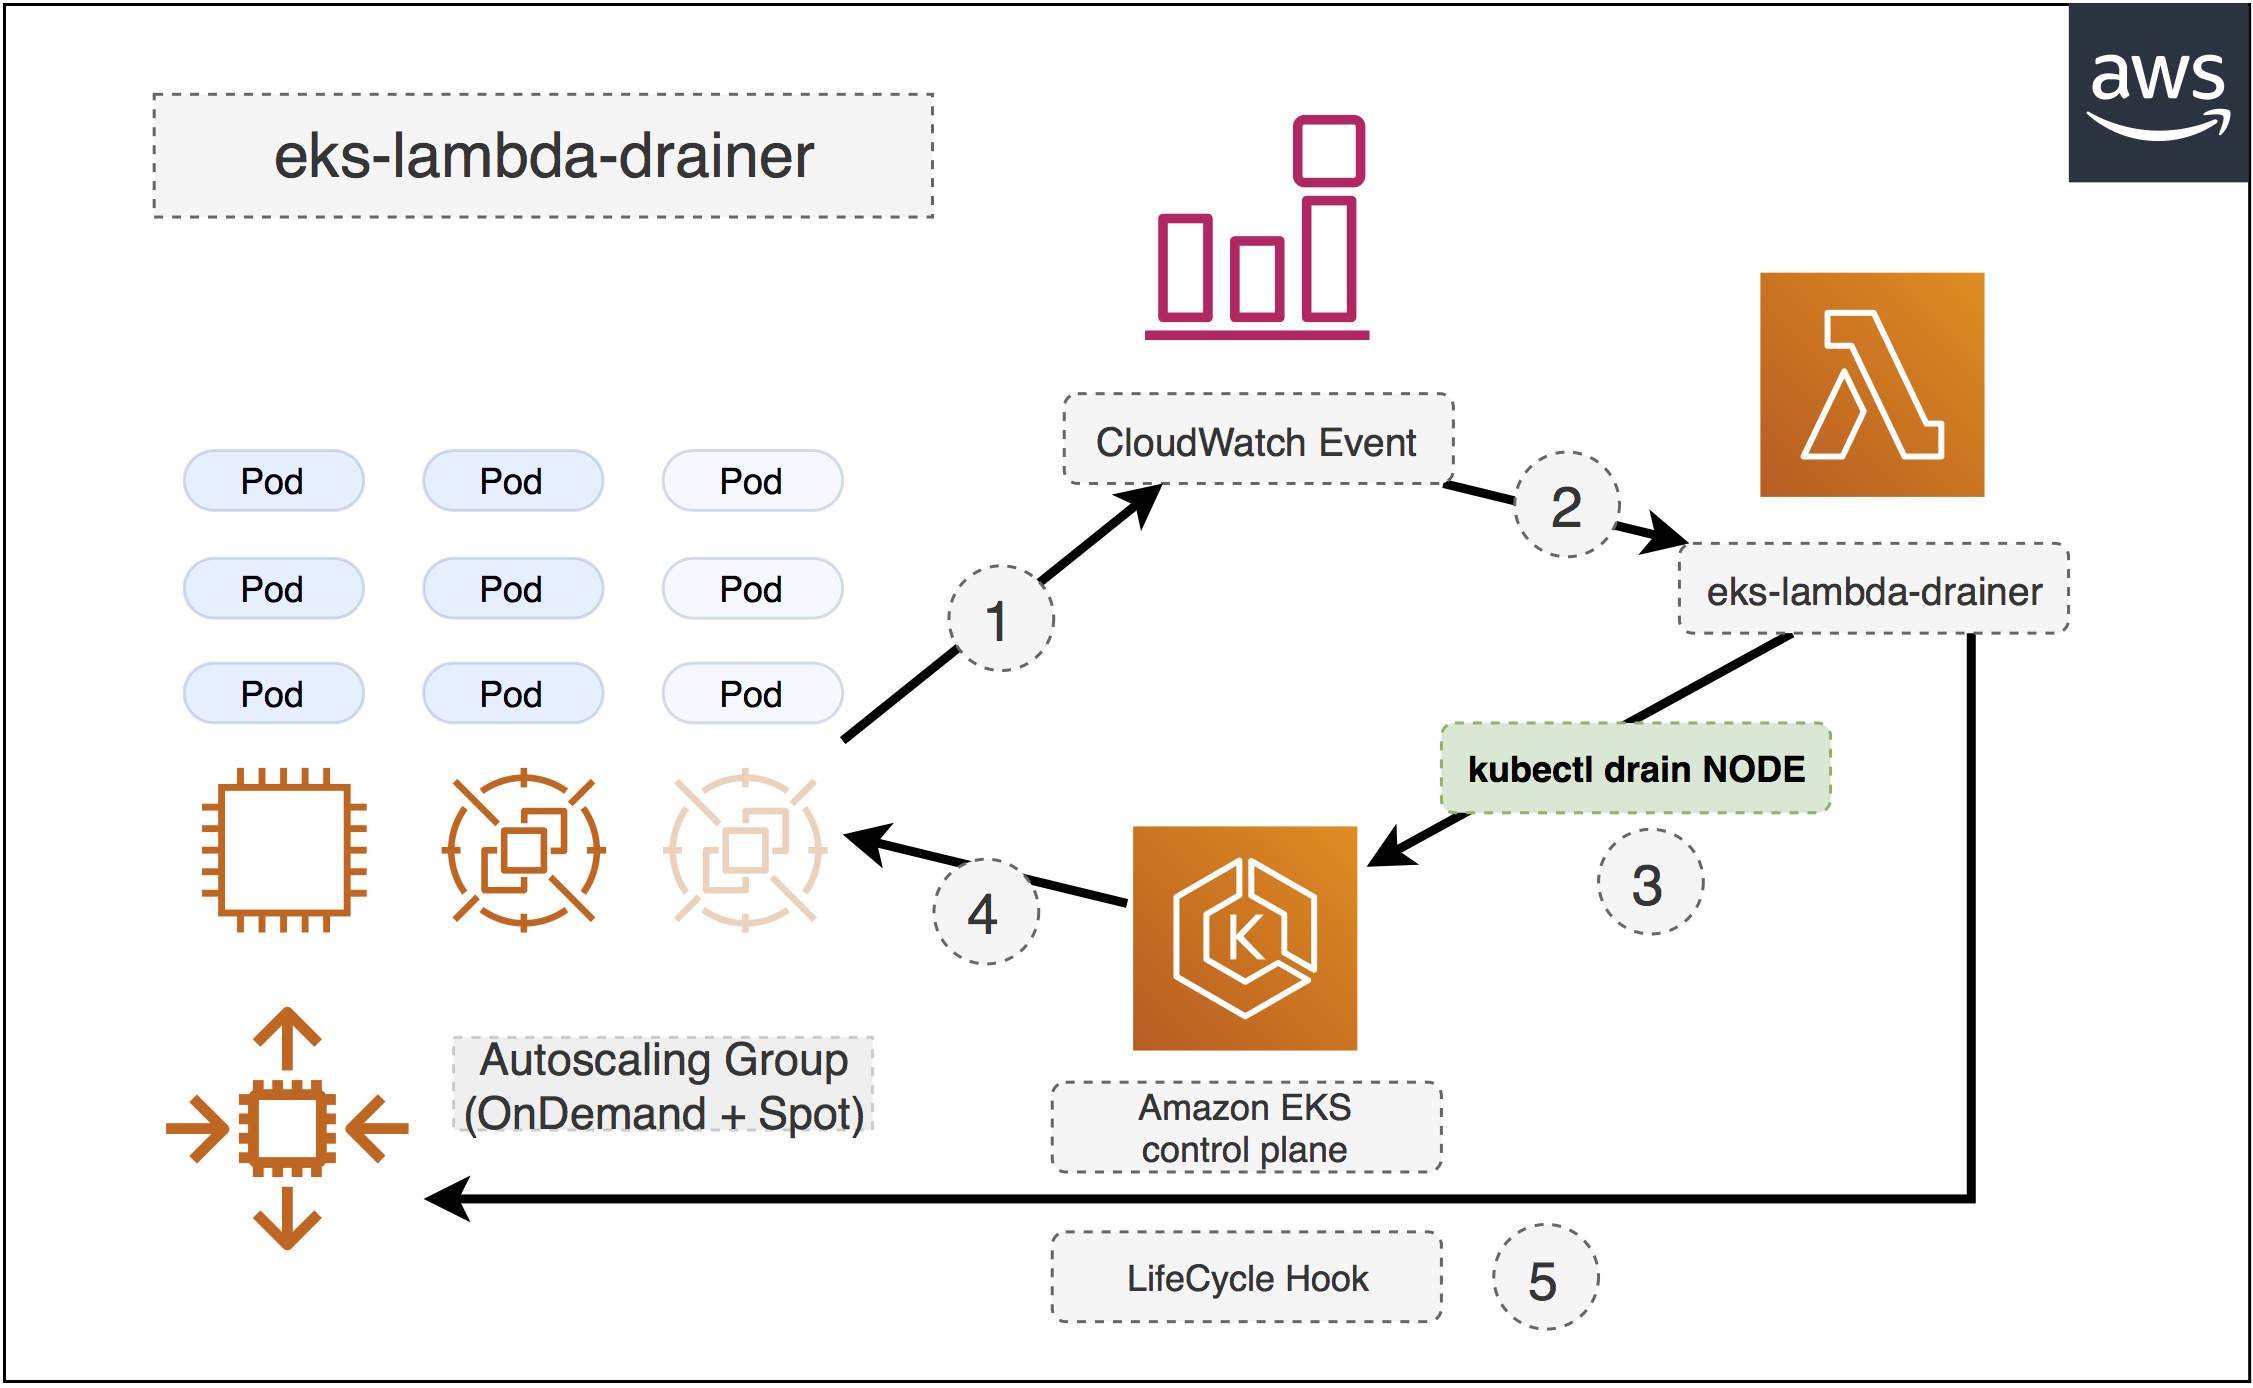 aws
eks-lambda-drainer
CloudWatch Event
2
eks-lambda-drainer
Pod Pod Pod
Pod Pod Pod
1
Pod Pod Pod
kubectl drain NODE
3
4
K
Autoscaling Group
(OnDemand + Spot)
Amazon EKS
control plane
LifeCycle Hook
5